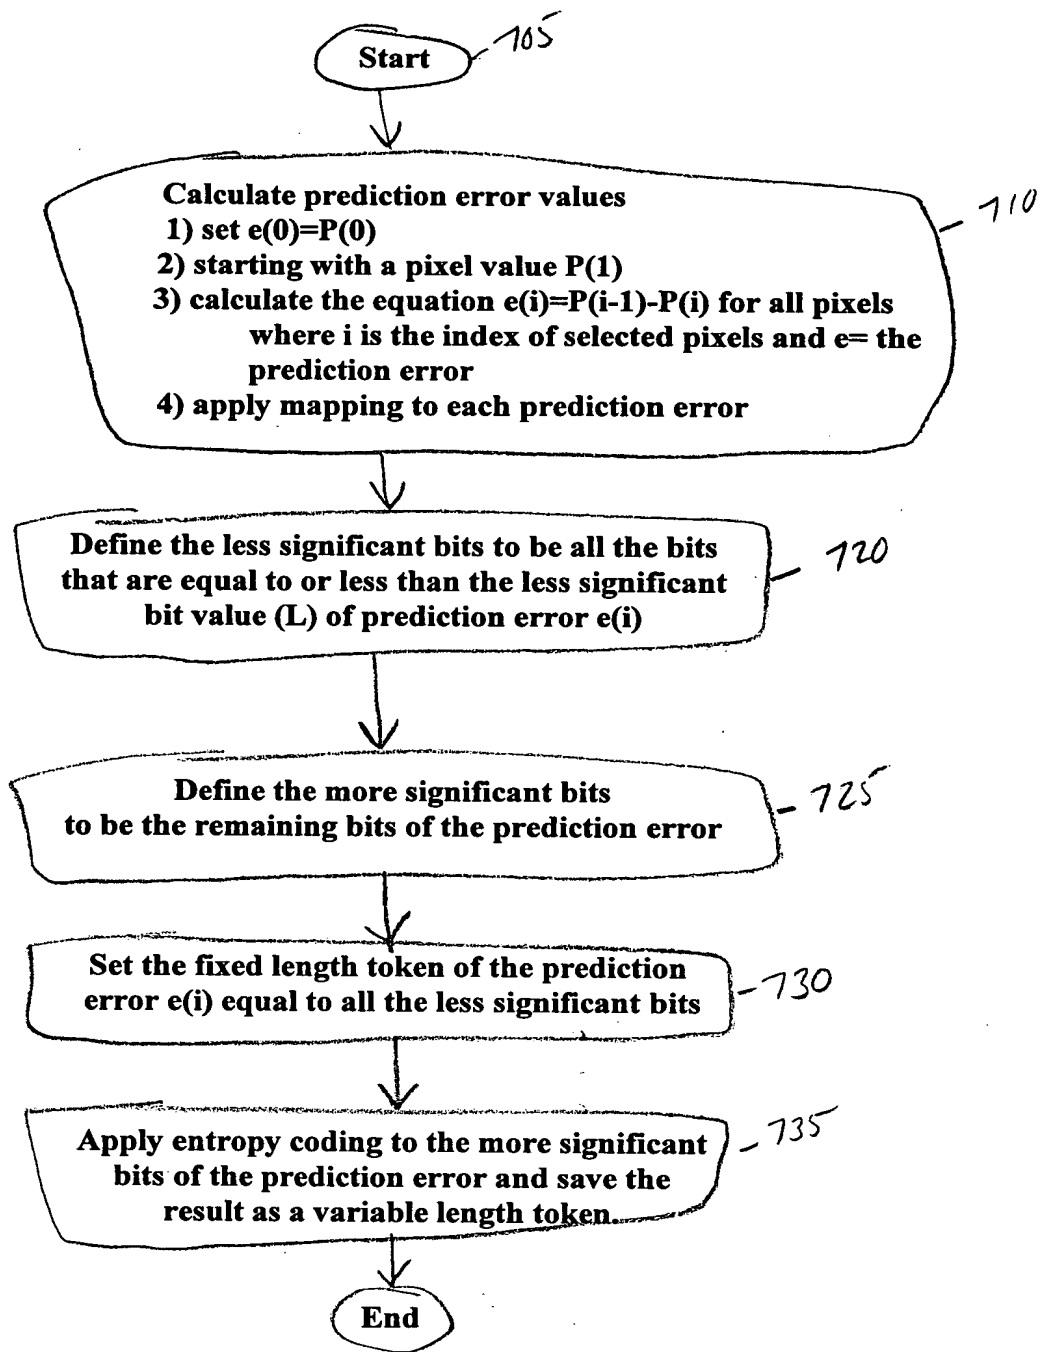 Start
705
Calculate prediction error values
1) set e(0)=P(0)
2) starting with a pixel value P(1)
3) calculate the equation e(i)=P(i-1)-P(i) for all pixels
where i is the index of selected pixels and e= the
prediction error
4) apply mapping to each prediction error
710
Define the less significant bits to be all the bits
that are equal to or less than the less significant
bit value (L) of prediction error e(i)
720
Define the more significant bits
to be the remaining bits of the prediction error
725
Set the fixed length token of the prediction
error e(i) equal to all the less significant bits
730
Apply entropy coding to the more significant
bits of the prediction error and save the
result as a variable length token.
735
End